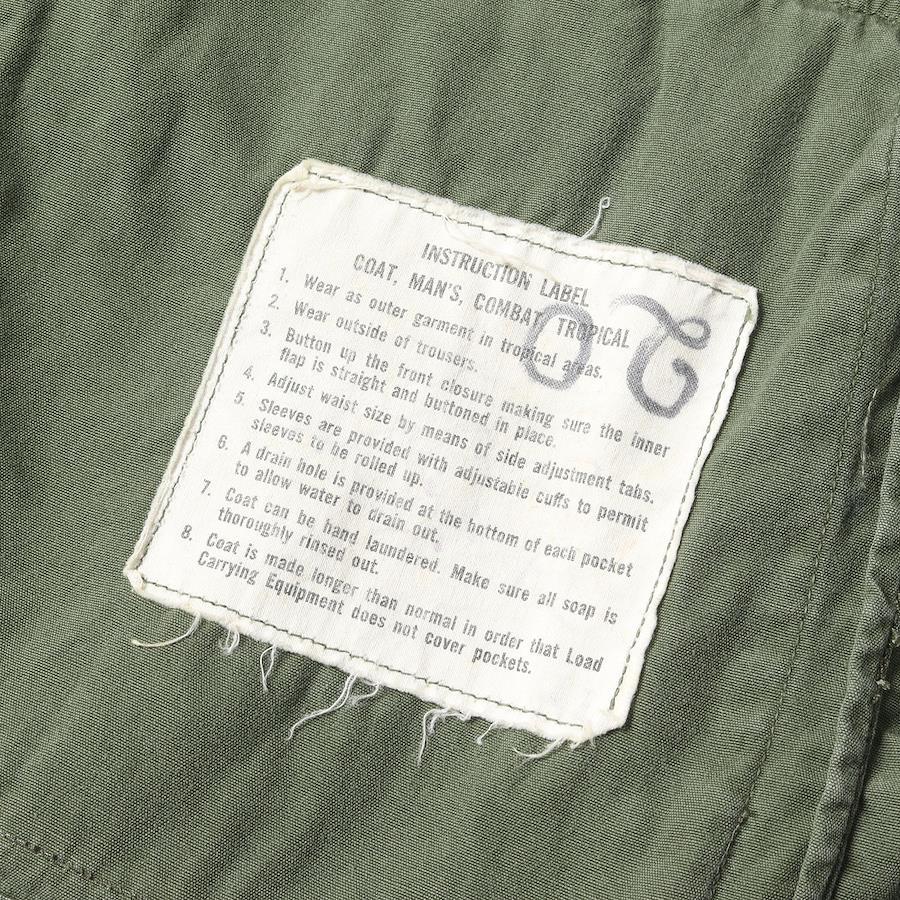 INSTRUCTION LABEL
COAT, MAN'S, COMBAT, TROPICAL
1. Wear as outer garment in tropical areas.
2. Wear outside of trousers.
3. Button up the front closure making sure the inner
flap is straight and buttoned in place.
4. Adjust waist size by means of side adjustment tabs.
5. Sleeves are provided with adjustable cuffs to permit
sleeves to be rolled up.
6. A drain hole is provided at the bottom of each pocket
to allow water to drain out.
7. Coat can be hand laundered. Make sure all soap is
thoroughly rinsed out.
8. Coat is made longer than normal in order that Load
Carrying Equipment does not cover pockets.